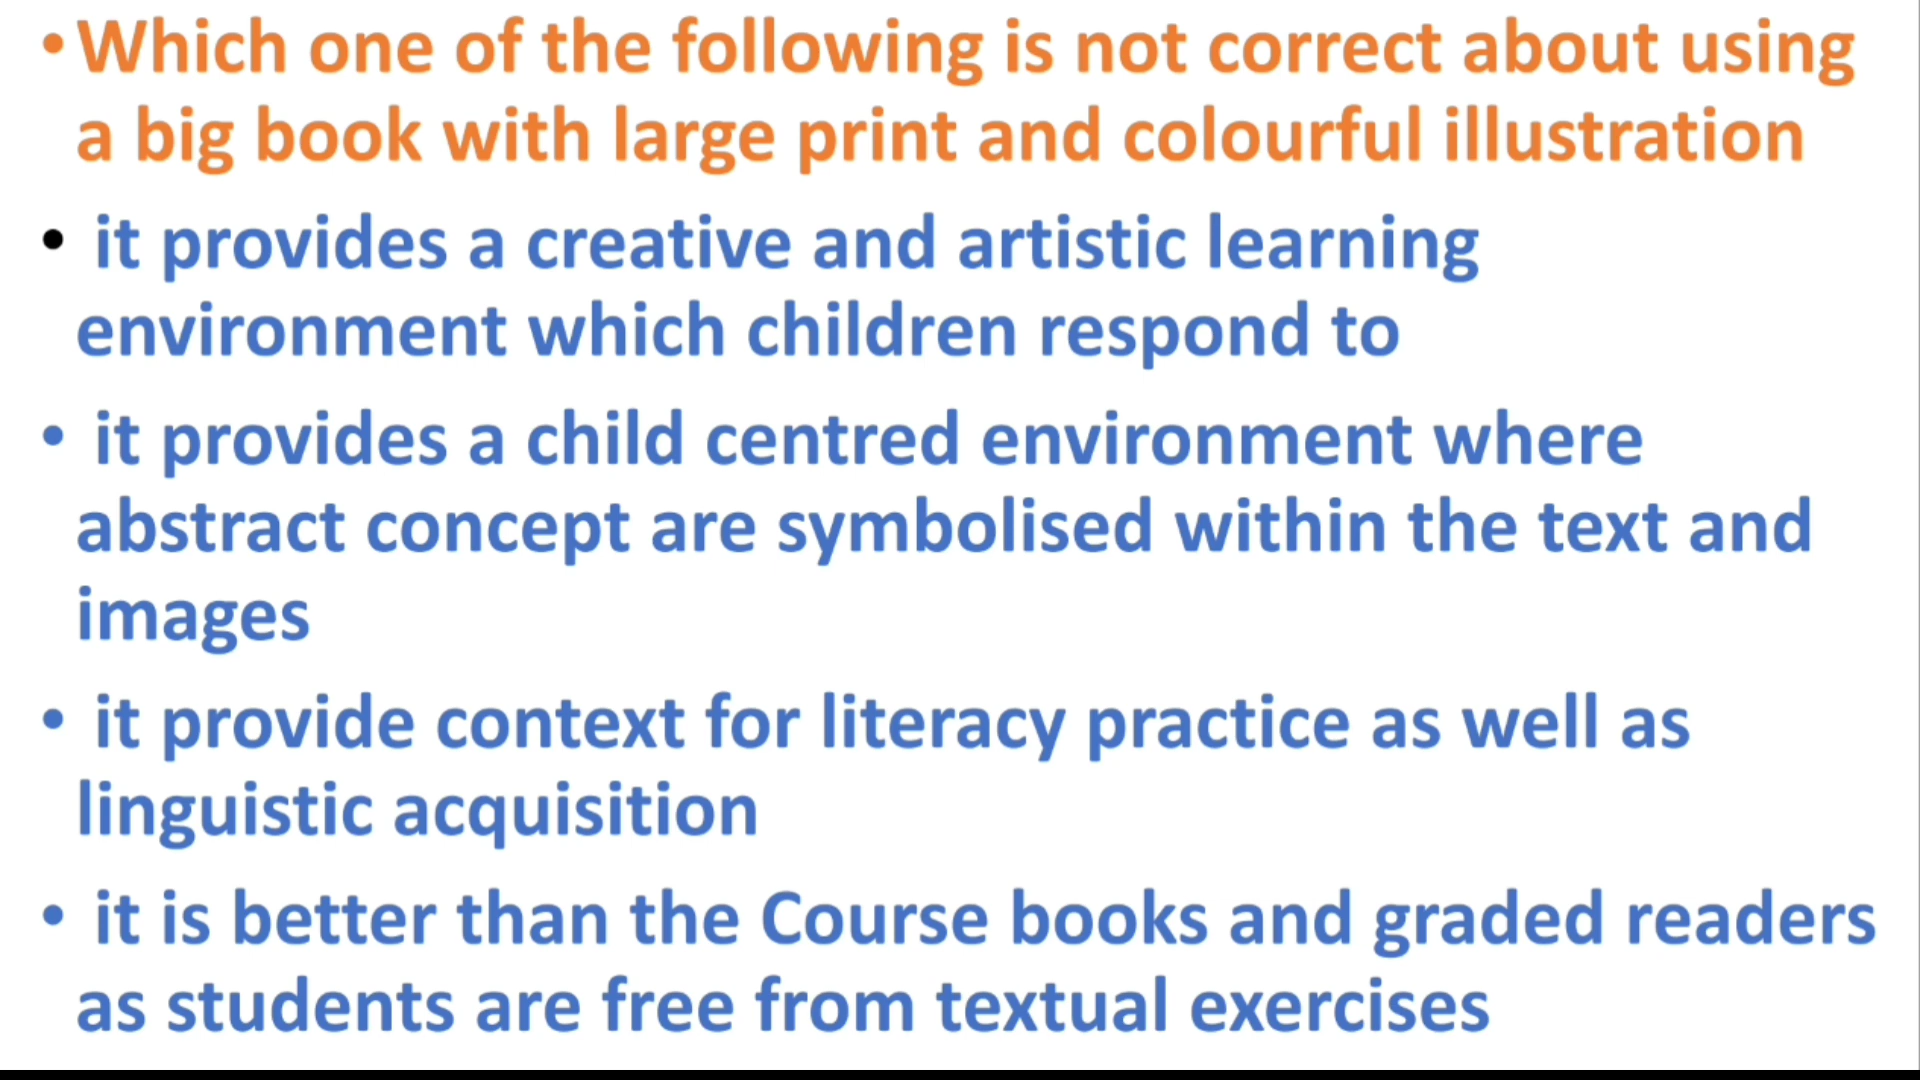 •Which one of the following is not correct about using
a big book with large print and colourful illustration
• it provides a creative and artistic learning
environment which children respond to
• it provides a child centred environment where
abstract concept are symbolised within the text and
images
• it provide context for literacy practice as well as
linguistic acquisition
• it is better than the Course books and graded readers
as students are free from textual exercises